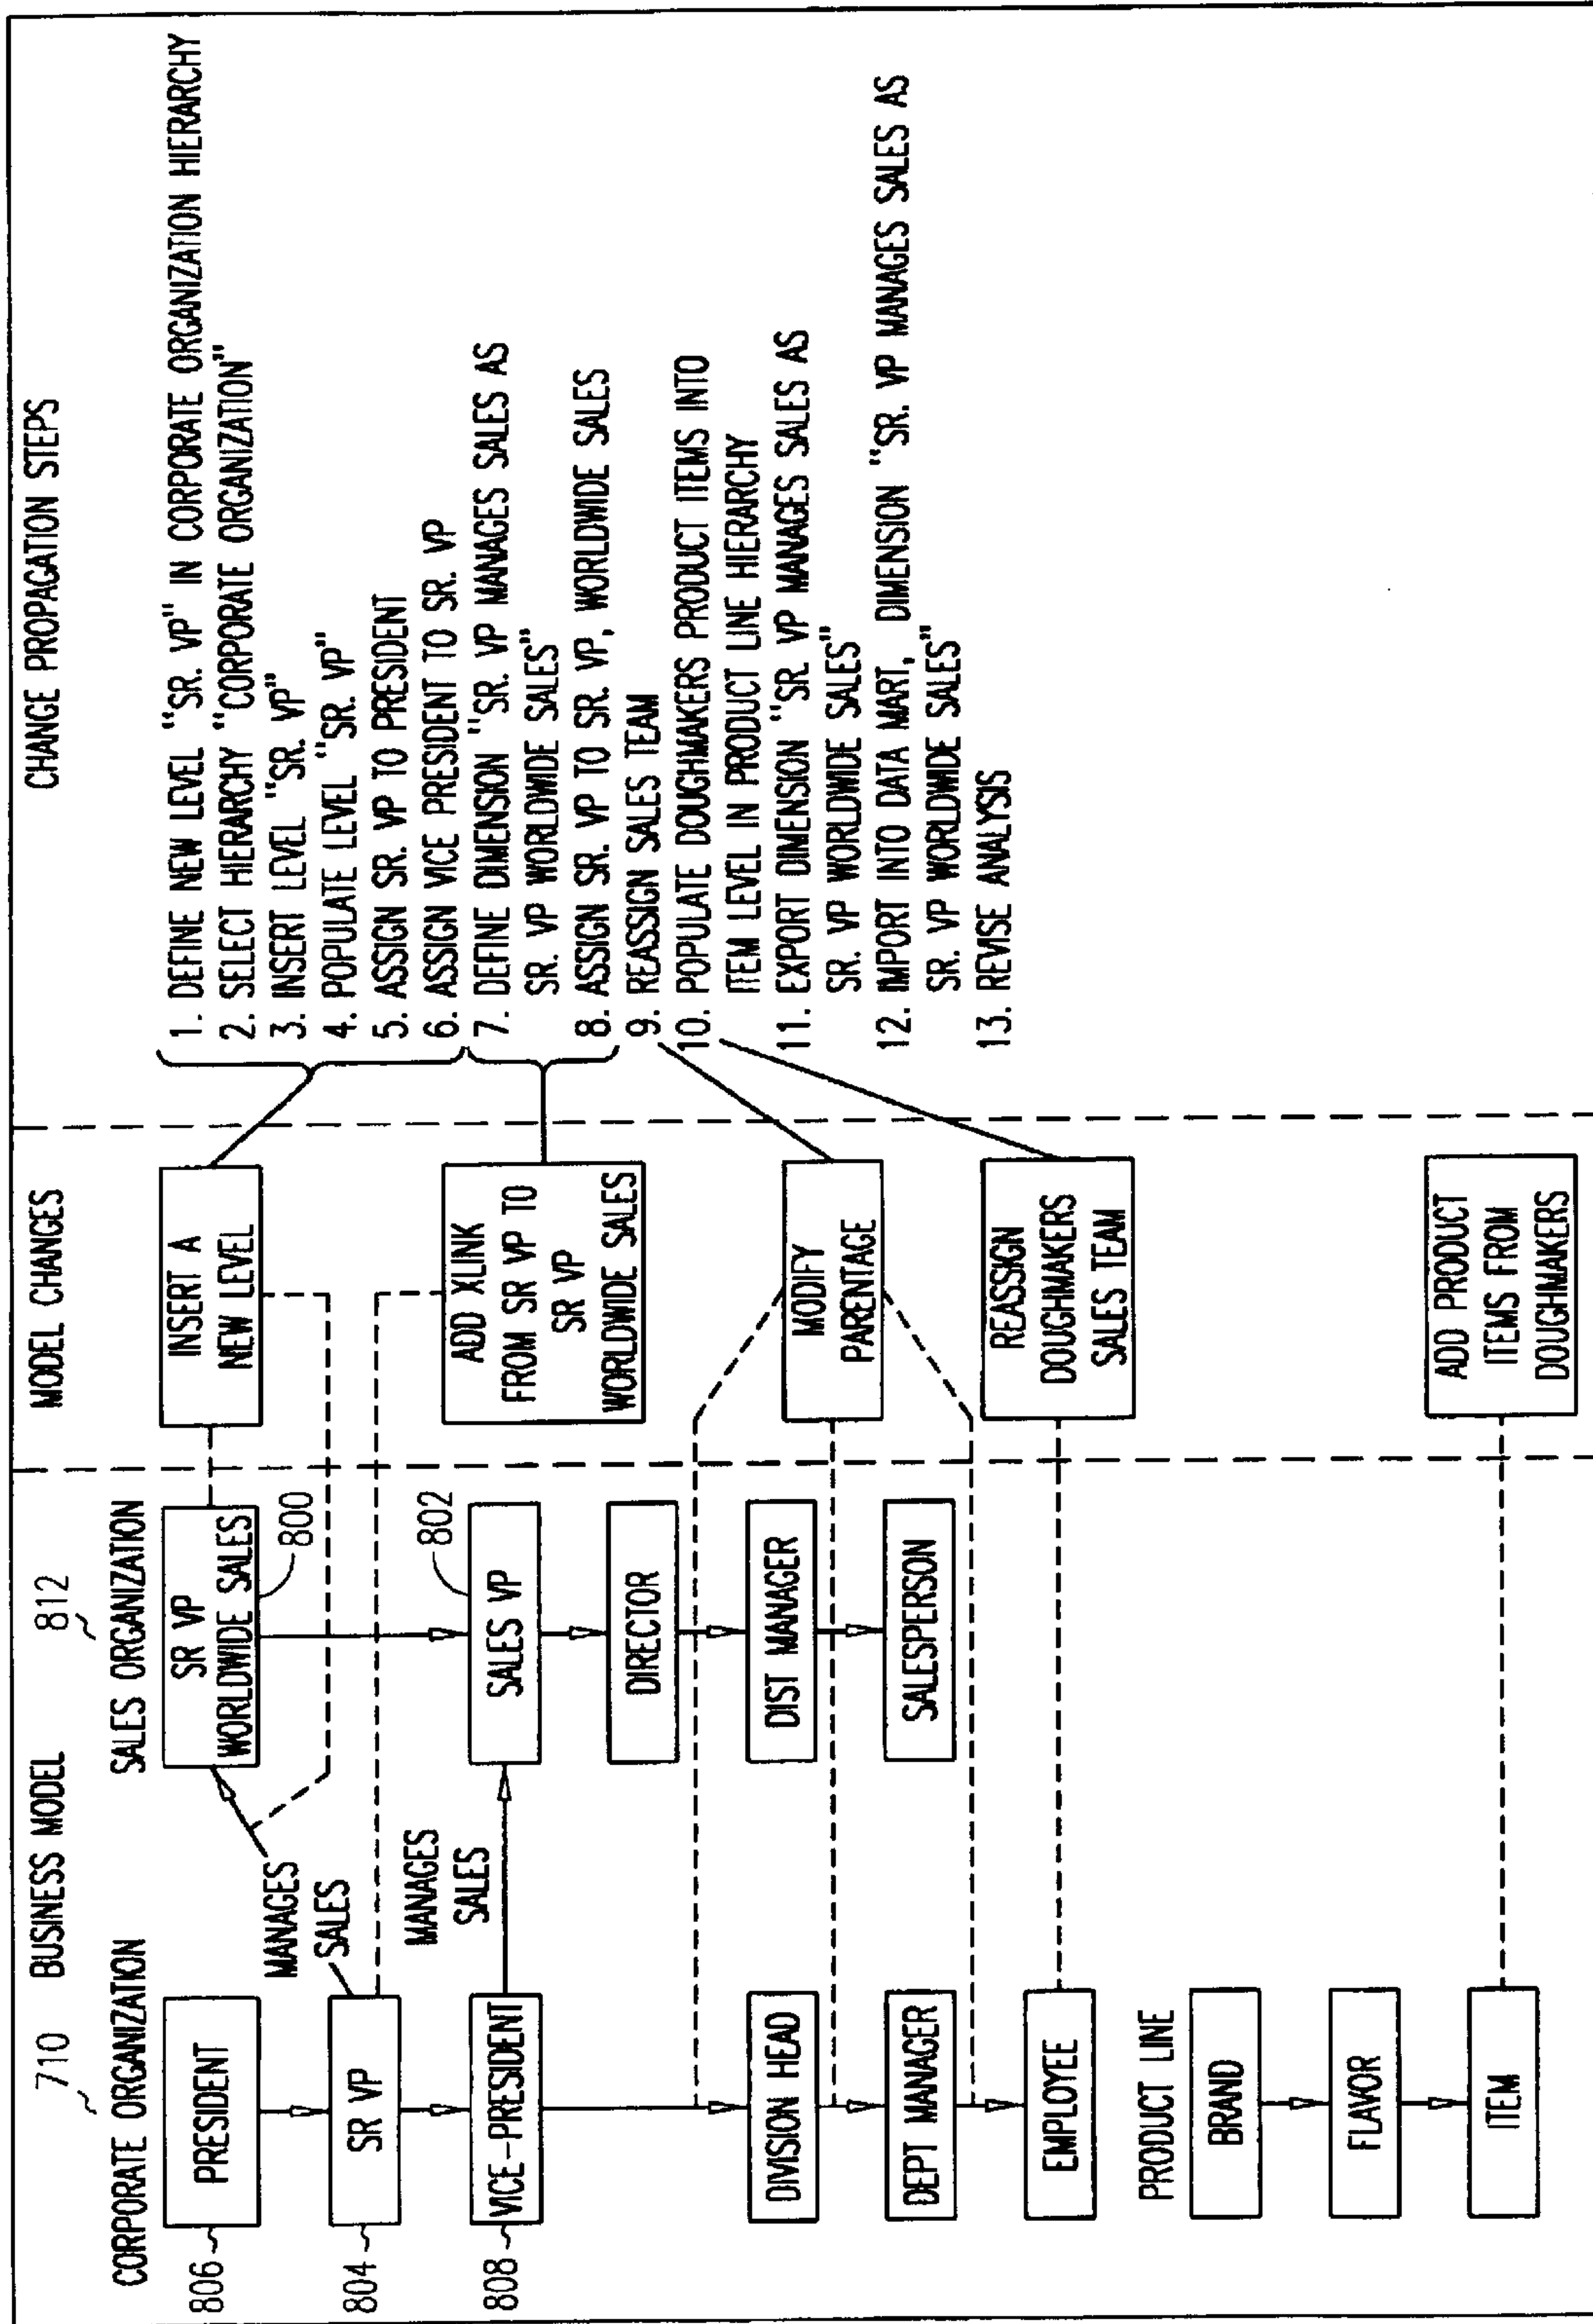 710 BUSINESS MODEL 812
CORPORATE ORGANIZATION
SALES ORGANIZATION
806
PRESIDENT
804
SR VP
808
VICE-PRESIDENT
DIVISION HEAD
DEPT MANAGER
EMPLOYEE
MANAGES
SALES
MANAGES
SALES
SR VP
WORLDWIDE SALES
800
802
SALES VP
DIRECTOR
DIST MANAGER
SALESPERSON
PRODUCT LINE
BRAND
FLAVOR
ITEM
MODEL CHANGES
INSERT A
NEW LEVEL
ADD XLINK
FROM SR VP TO
SR VP
WORLDWIDE SALES
MODIFY
PARENTAGE
REASSIGN
DOUGHMAKERS
SALES TEAM
ADD PRODUCT
ITEMS FROM
DOUGHMAKERS
CHANGE PROPAGATION STEPS
1. DEFINE NEW LEVEL "SR. VP" IN CORPORATE ORGANIZATION HIERARCHY
2. SELECT HIERARCHY "CORPORATE ORGANIZATION"
3. INSERT LEVEL "SR. VP"
4. POPULATE LEVEL "SR. VP"
5. ASSIGN SR. VP TO PRESIDENT
6. ASSIGN VICE PRESIDENT TO SR. VP
7. DEFINE DIMENSION "SR. VP MANAGES SALES AS
SR. VP WORLDWIDE SALES"
8. ASSIGN SR. VP TO SR. VP, WORLDWIDE SALES
9. REASSIGN SALES TEAM
10. POPULATE DOUGHMAKERS PRODUCT ITEMS INTO
ITEM LEVEL IN PRODUCT LINE HIERARCHY
11. EXPORT DIMENSION "SR. VP MANAGES SALES AS
SR. VP WORLDWIDE SALES"
12. IMPORT INTO DATA MART, DIMENSION "SR. VP MANAGES SALES AS
SR. VP WORLDWIDE SALES"
13. REVISE ANALYSIS